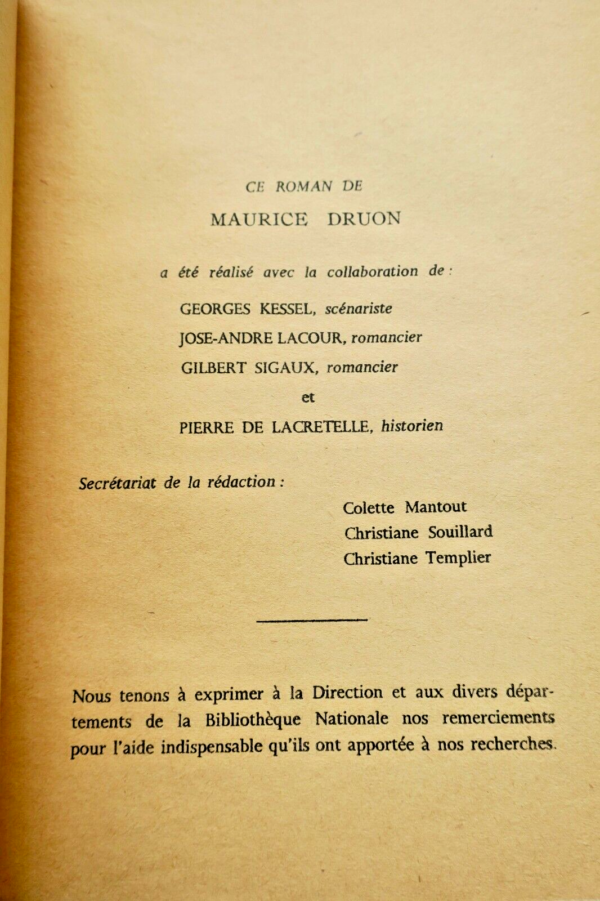 CE ROMAN DE
MAURICE DRUON
a été réalisé avec la collaboration de :
GEORGES KESSEL, scénariste
JOSE-ANDRE LACOUR, romancier
GILBERT SIGAUX, romancier
et
PIERRE DE LACRETELLE, historien
Secrétariat de la rédaction :
Colette Mantout
Christiane Souillard
Christiane Templier
Nous tenons à exprimer à la Direction et aux divers dépar-
tements de la Bibliothèque Nationale nos remerciements
pour l'aide indispensable qu'ils ont apportée à nos recherches.